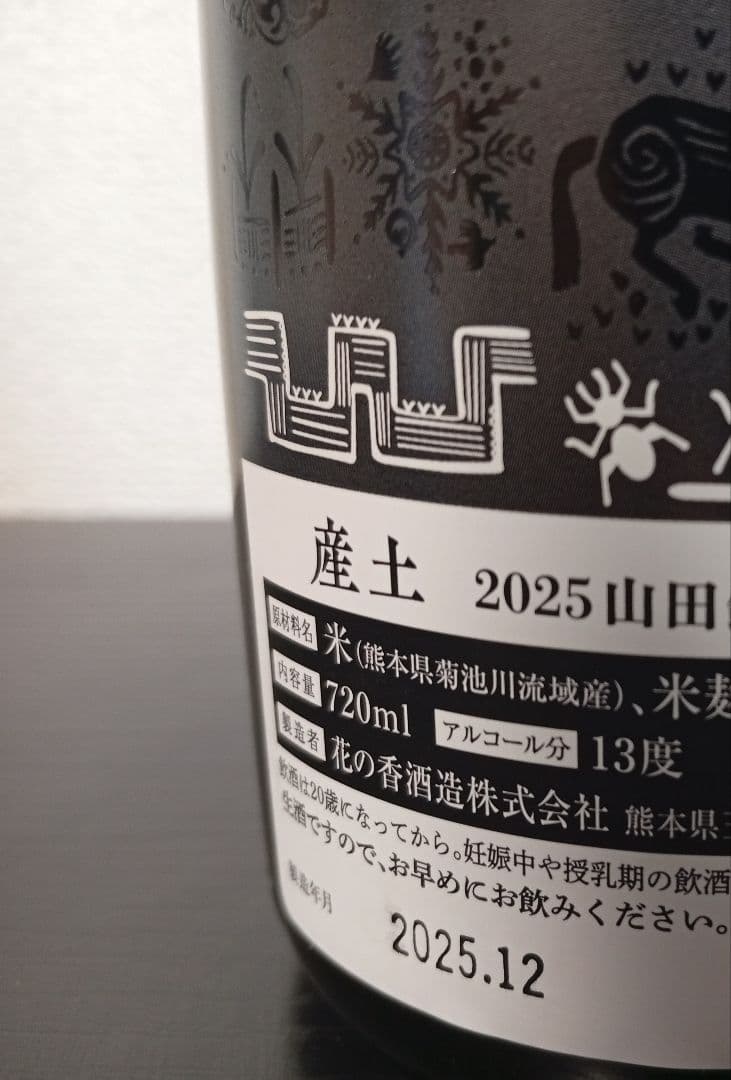 産土 2025山田
原材料名 米(熊本県菊池川流域産)、米麹
内容量 720ml アルコール分 13度
製造者 花の香酒造株式会社 熊本県
飲酒は20歳になってから。妊娠中や授乳期の飲酒
生酒ですので、お早めにお飲みください。
製造年月 2025.12